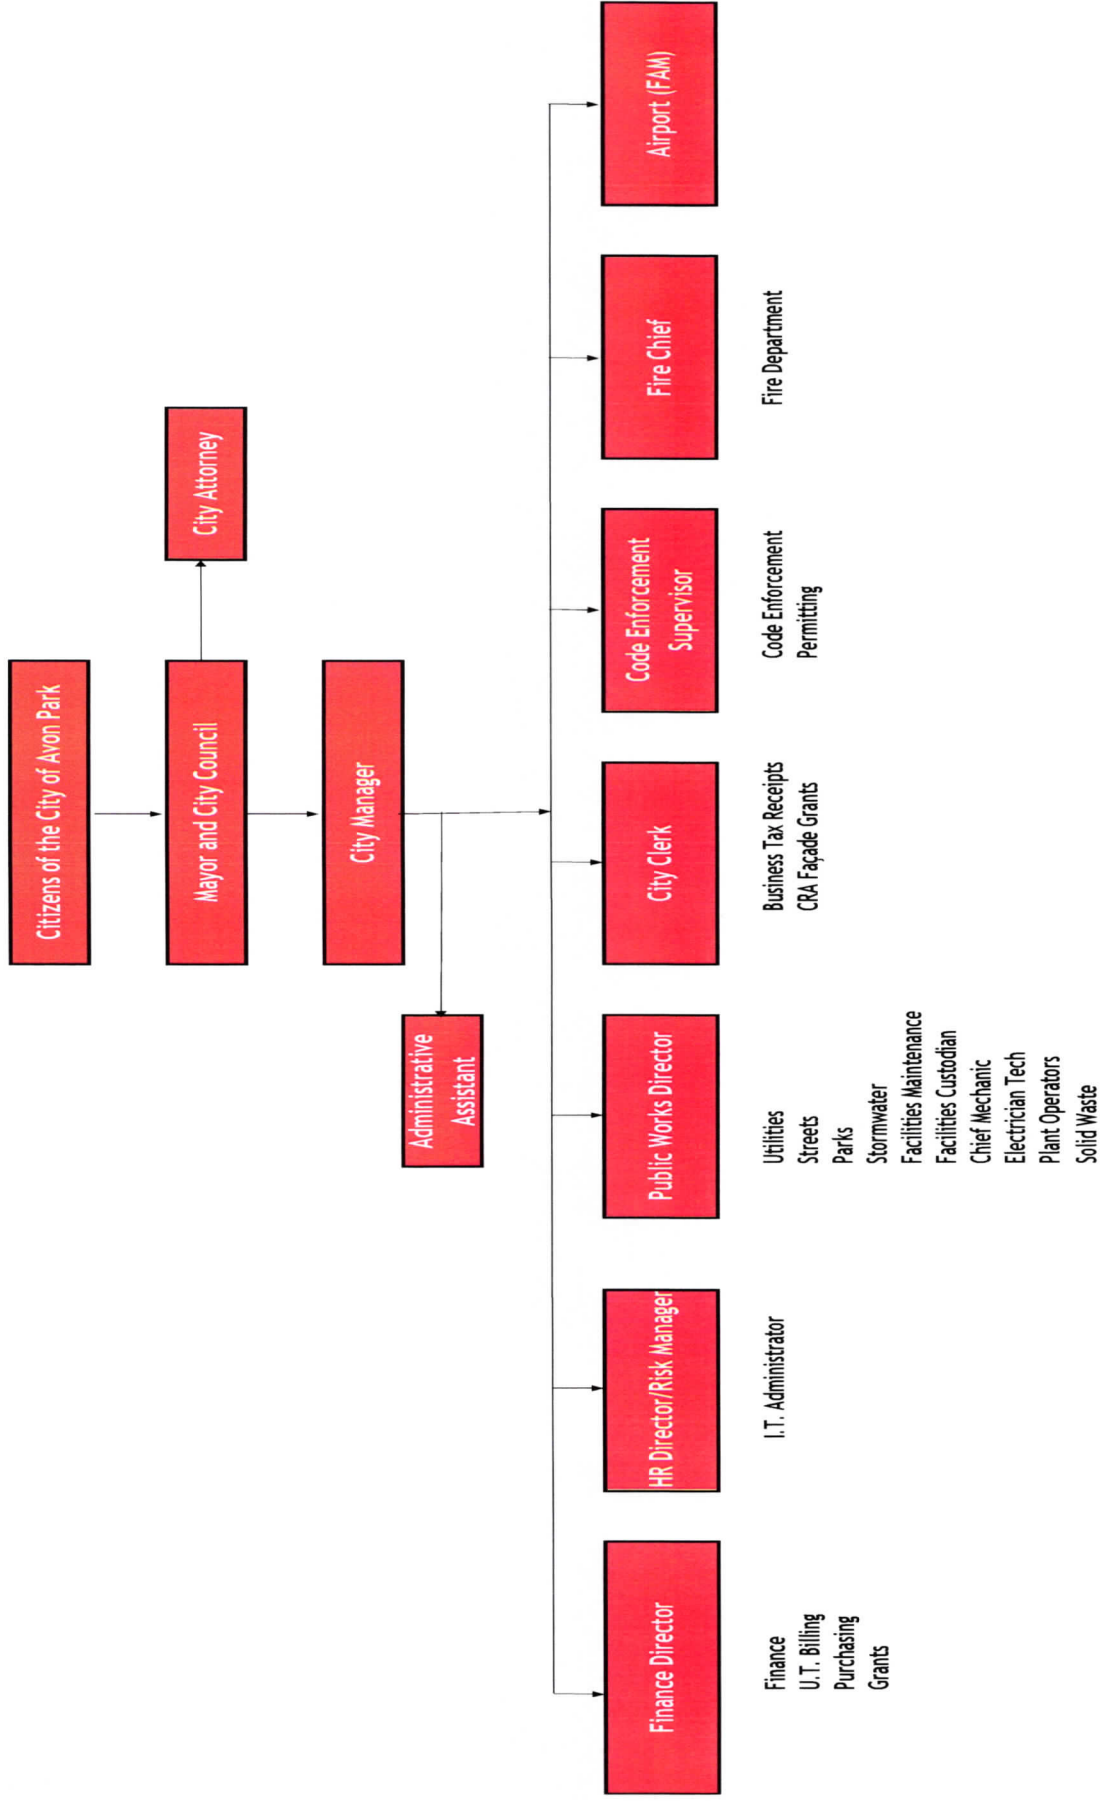 Citizens of the City of Avon Park
Mayor and City Council
City Attorney
City Manager
Administrative
Assistant
Finance Director
HR Director/Risk Manager
Public Works Director
City Clerk
Code Enforcement
Supervisor
Fire Chief
Airport (FAM)
Finance
U.T. Billing
Purchasing
Grants
I.T. Administrator
Utilities
Streets
Parks
Stormwater
Facilities Maintenance
Facilities Custodian
Chief Mechanic
Electrician Tech
Plant Operators
Solid Waste
Business Tax Receipts
CRA Façade Grants
Code Enforcement
Permitting
Fire Department